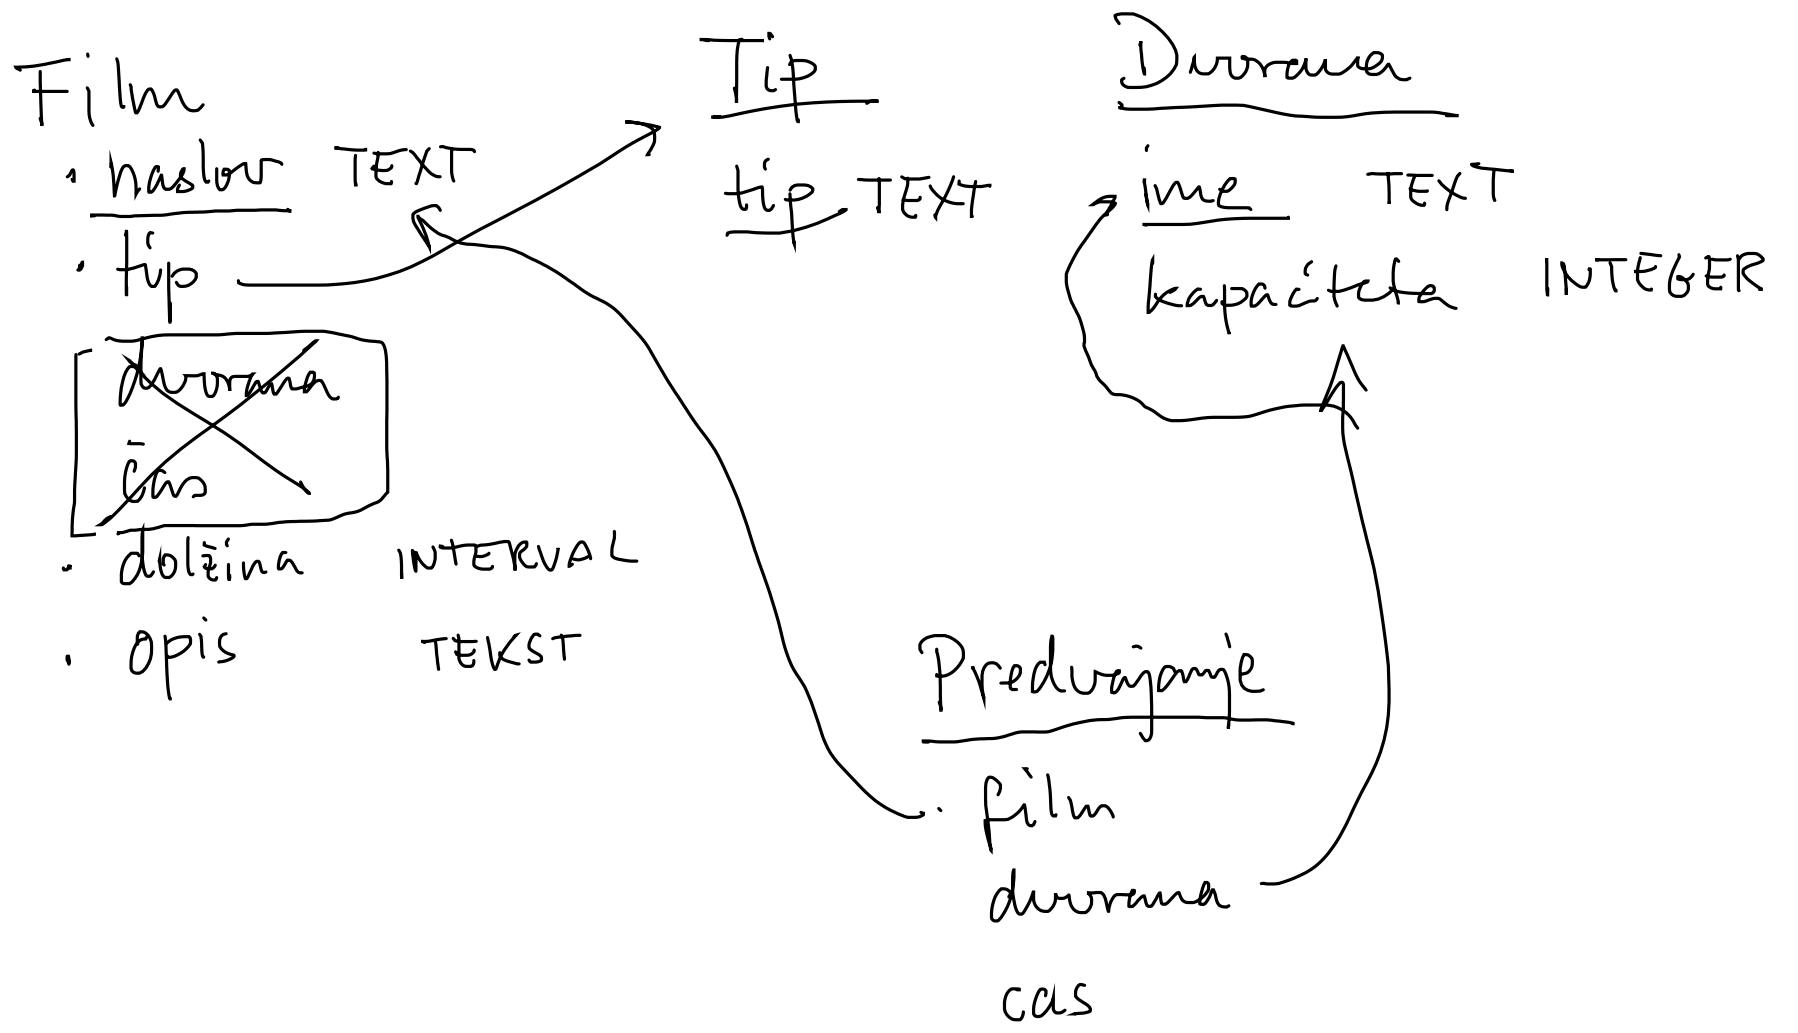 Film
· naslov TEXT
· tip
dvorana
čas
· dolžina INTERVAL
· opis TEKST
Tip
tip TEXT
Dvorana
ime TEXT
kapaciteta INTEGER
Predvajanje
· film
dvorana
cas